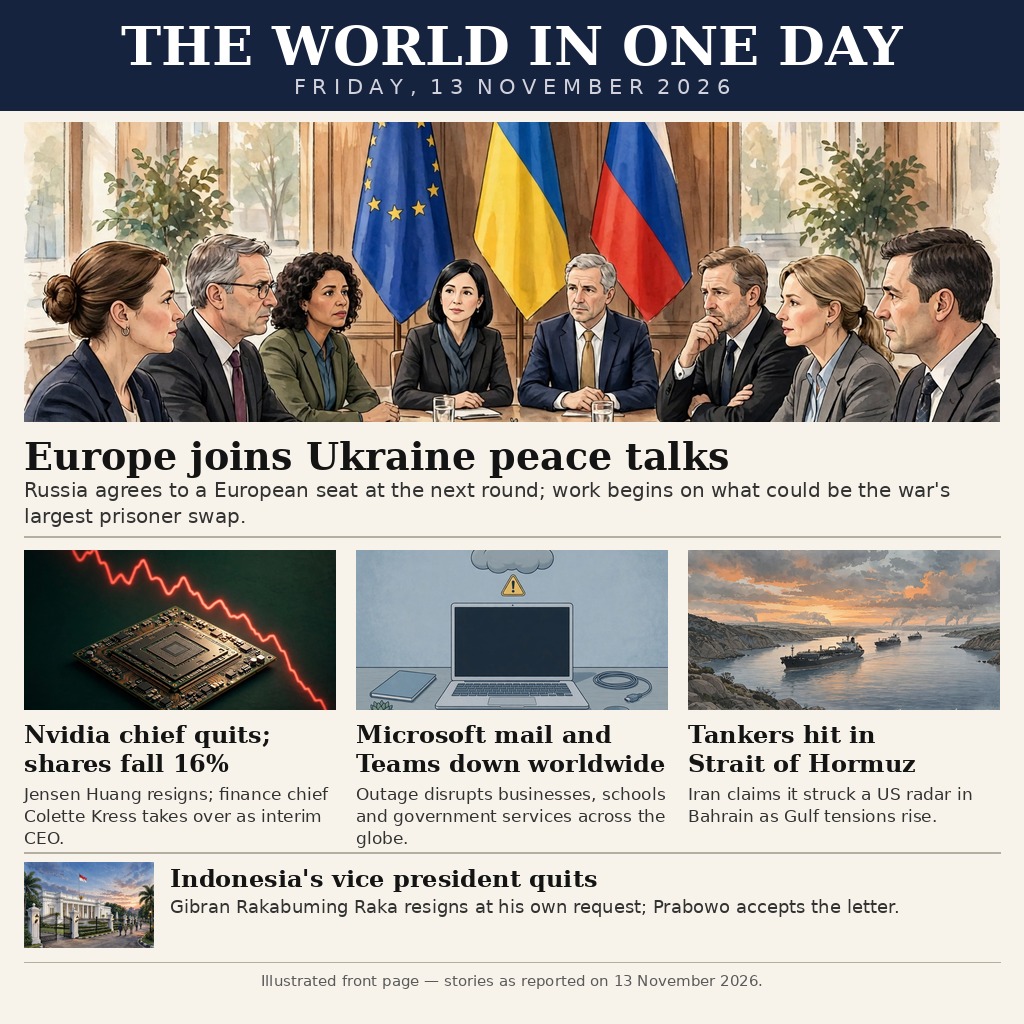 THE WORLD IN ONE DAY
FRIDAY, 13 NOVEMBER 2026
Europe joins Ukraine peace talks
Russia agrees to a European seat at the next round; work begins on what could be the war's
largest prisoner swap.
Nvidia chief quits;
shares fall 16%
Jensen Huang resigns; finance chief
Colette Kress takes over as interim
CEO.
Microsoft mail and
Teams down worldwide
Outage disrupts businesses, schools
and government services across the
globe.
Tankers hit in
Strait of Hormuz
Iran claims it struck a US radar in
Bahrain as Gulf tensions rise.
Indonesia's vice president quits
Gibran Rakabuming Raka resigns at his own request; Prabowo accepts the letter.
Illustrated front page — stories as reported on 13 November 2026.